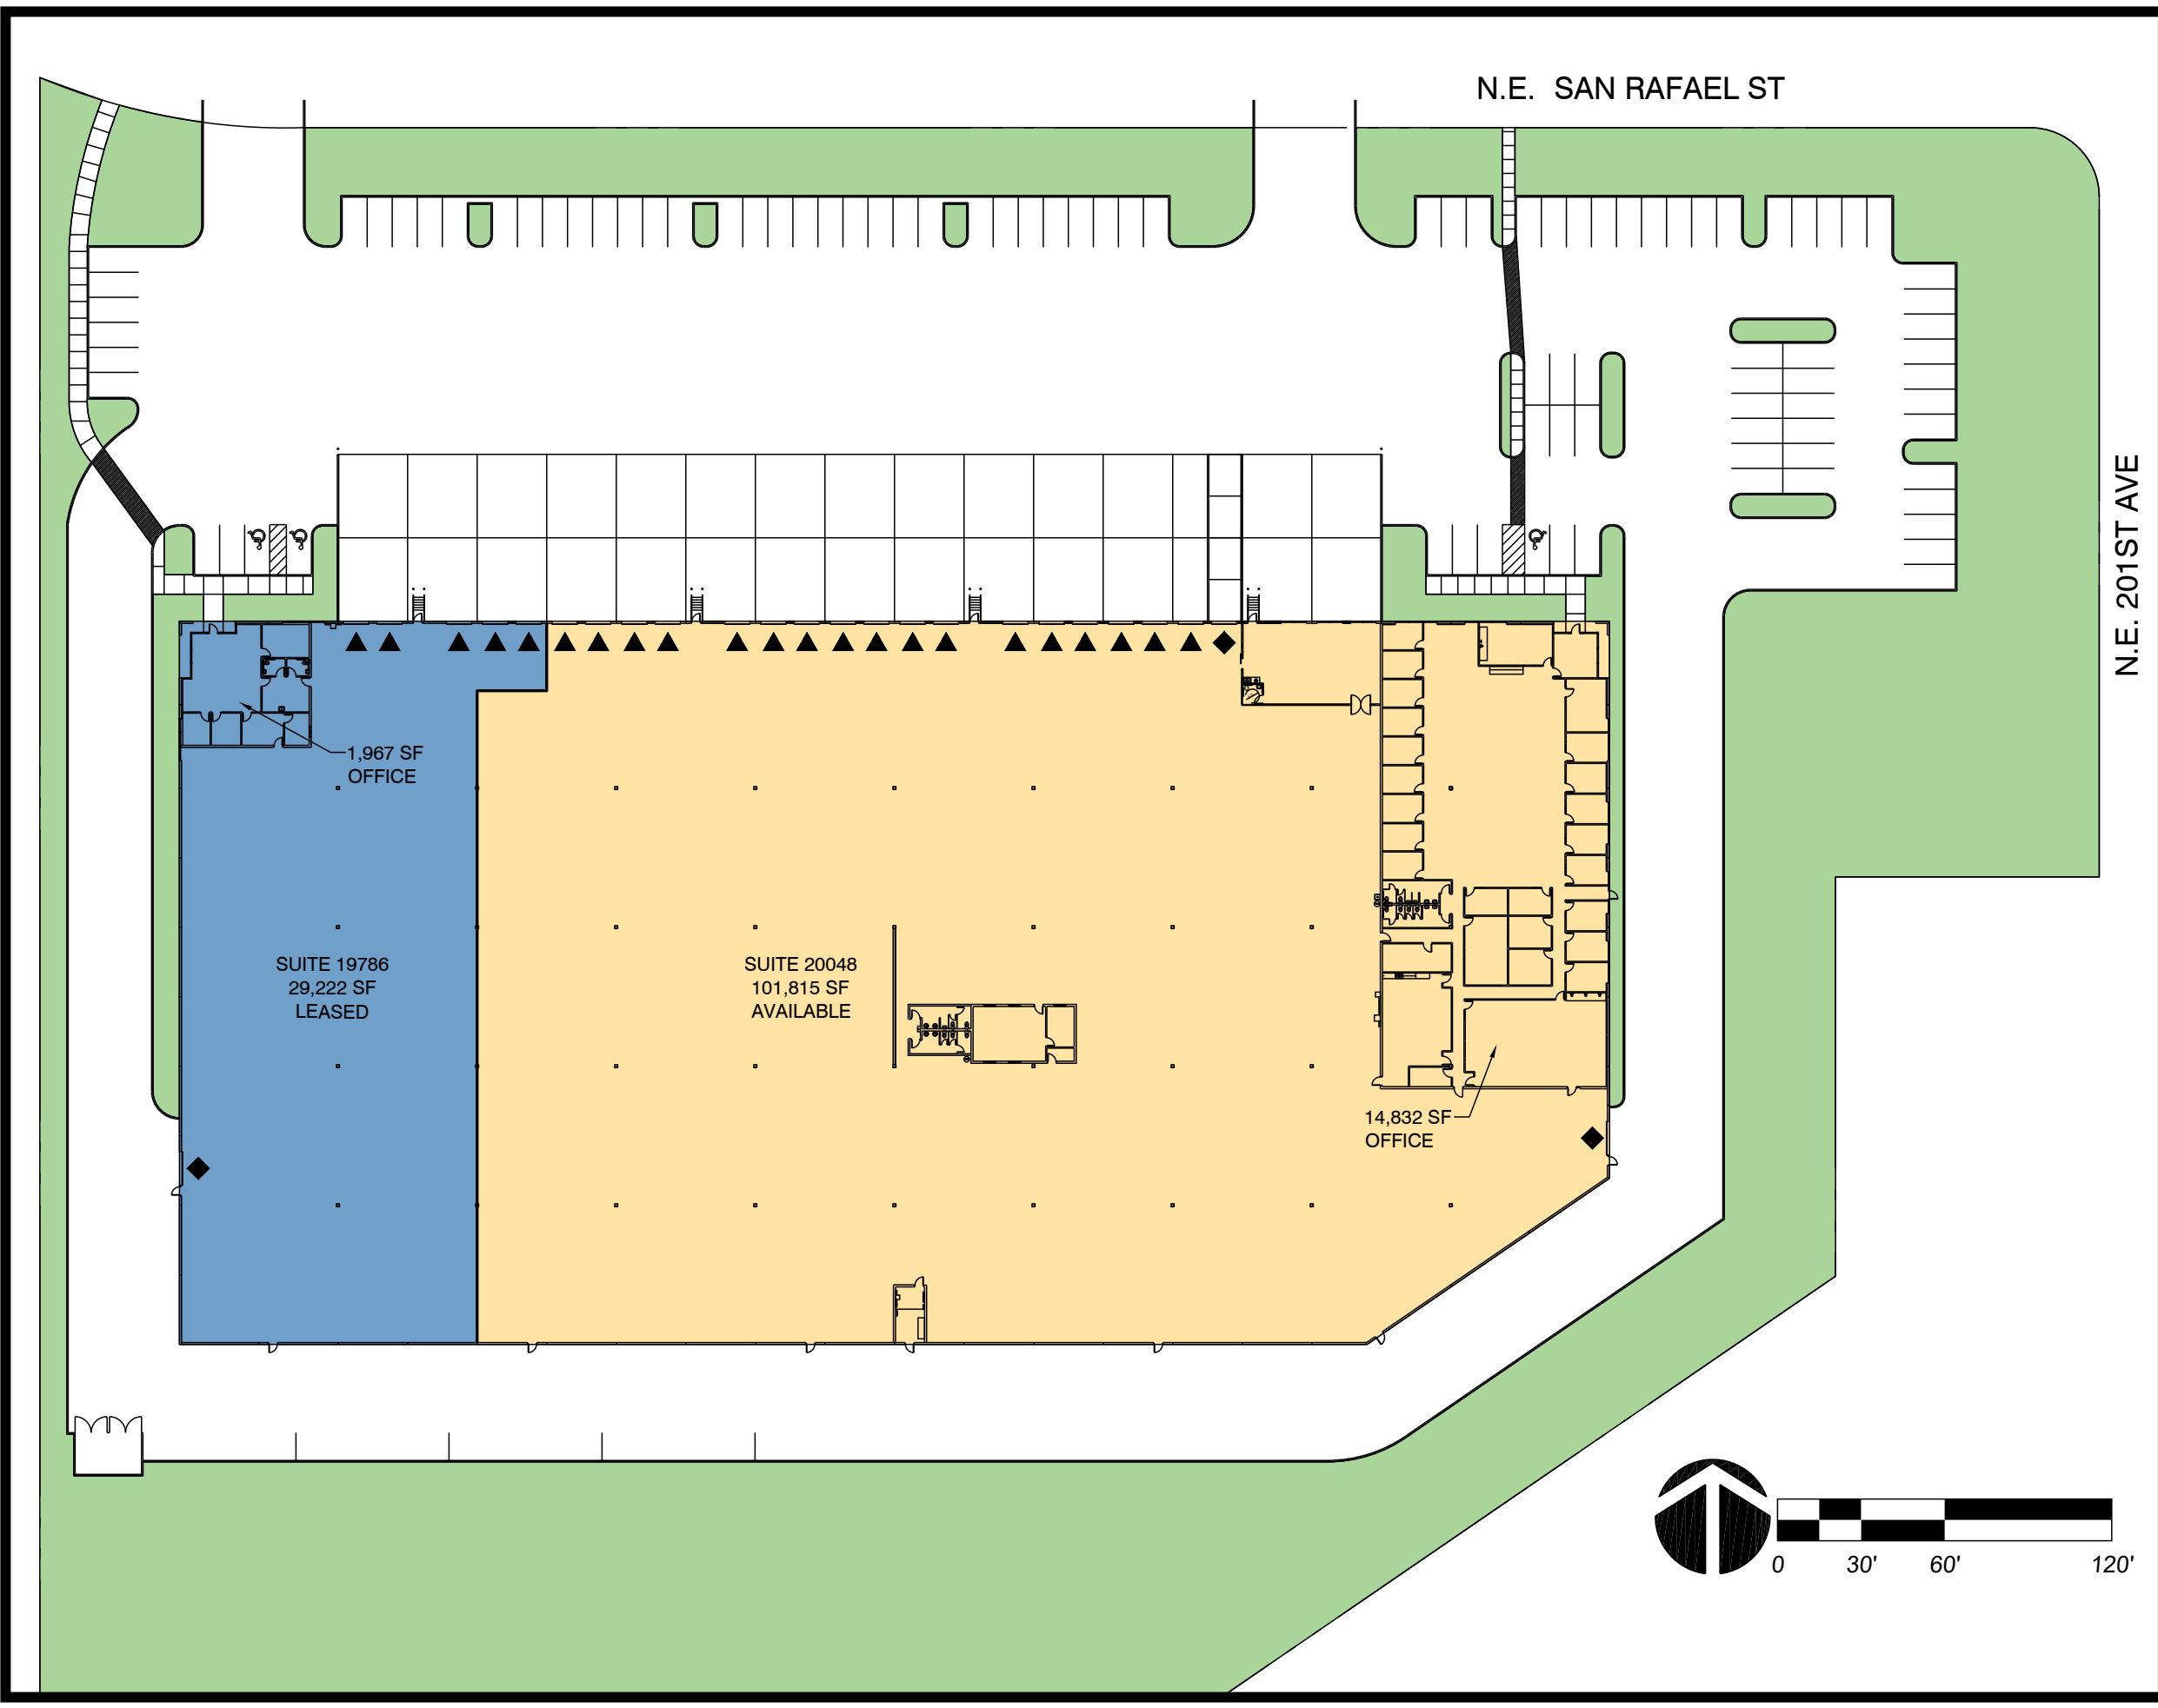 N.E. SAN RAFAEL ST
N.E. 201ST AVE
1,967 SF
OFFICE
SUITE 19786
29,222 SF
LEASED
SUITE 20048
101,815 SF
AVAILABLE
14,832 SF
OFFICE
0 30' 60' 120'